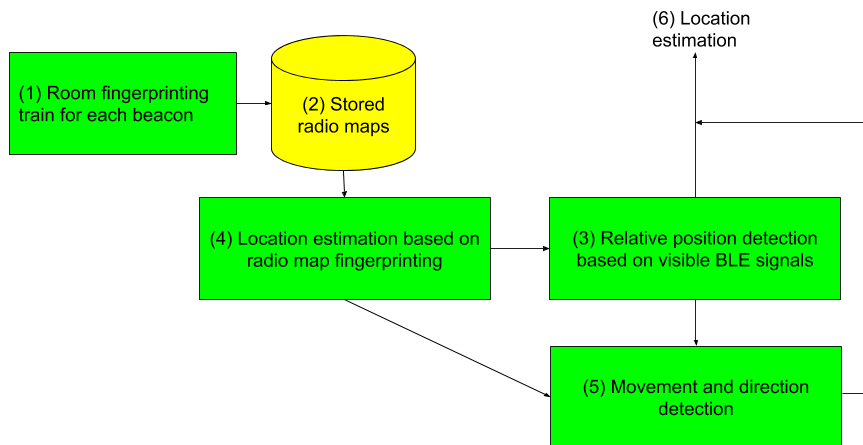 (6) Location
estimation
(1) Room fingerprinting
train for each beacon
(2) Stored
radio maps
(4) Location estimation based on
radio map fingerprinting
(3) Relative position detection
based on visible BLE signals
(5) Movement and direction
detection